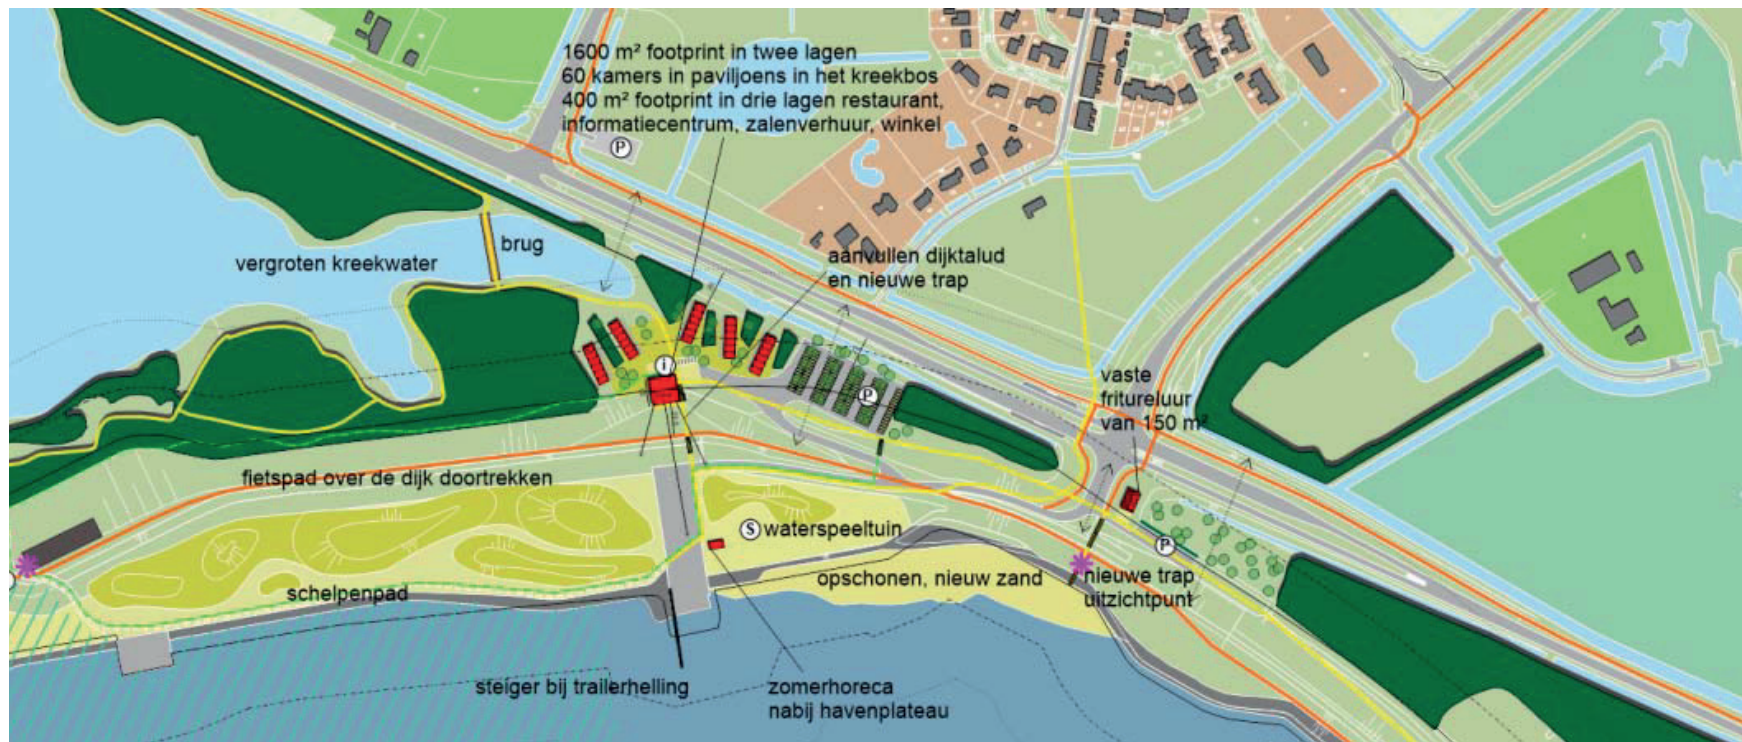 1600 m² footprint in twee lagen
60 kamers in paviljoens in het kreekbos
400 m² footprint in drie lagen restaurant,
informatiecentrum, zalenverhuur, winkel
P
brug
vergroten kreekwater
aanvullen dijktalud
en nieuwe trap
i
P
vaste
fritureluur
van 150 m²
fietspad over de dijk doortrekken
S waterspeeltuin
P
opschonen, nieuw zand
nieuwe trap
uitzichtpunt
schelpenpad
steiger bij trailerhelling
zomerhoreca
nabij havenplateau